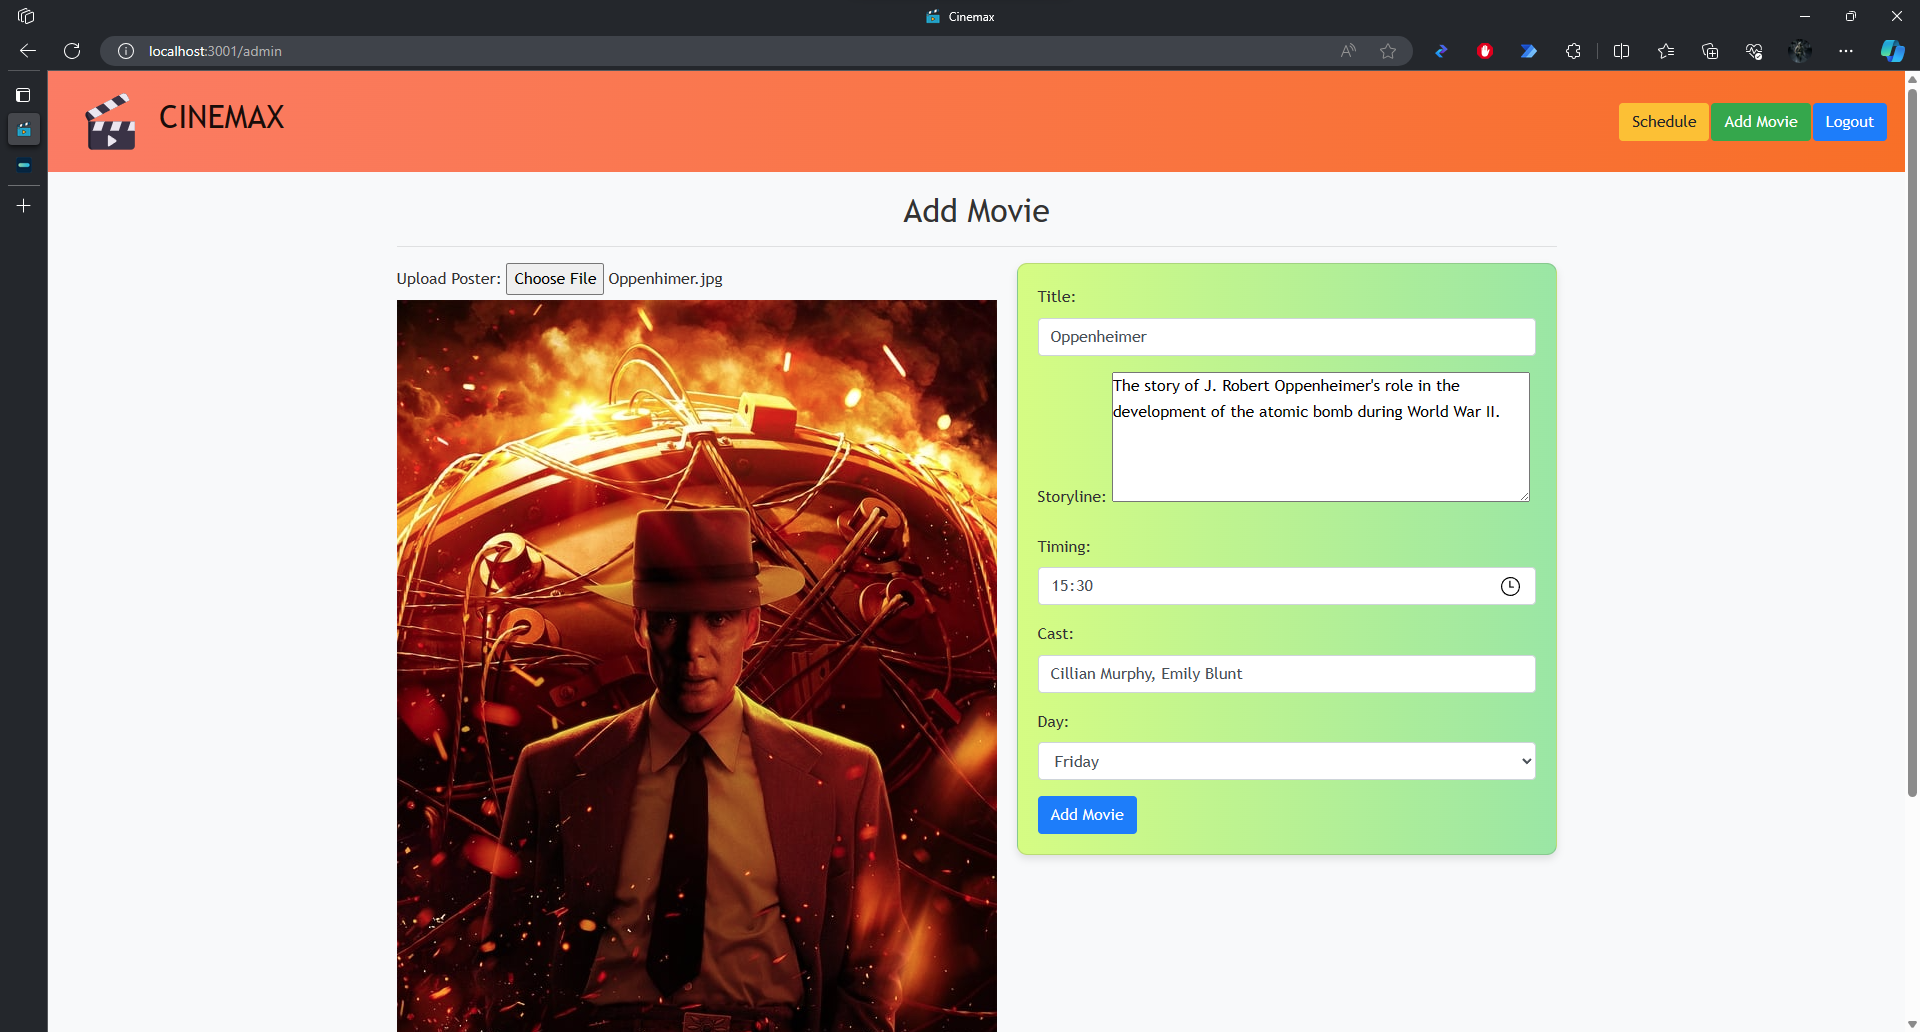 Cinemax
localhost:3001/admin
CINEMAX
Schedule Add Movie Logout
Add Movie
Upload Poster: Choose File Oppenhimer.jpg
Title:
Oppenheimer
The story of J. Robert Oppenheimer's role in the
development of the atomic bomb during World War II.
Storyline:
Timing:
15:30
Cast:
Cillian Murphy, Emily Blunt
Day:
Friday
Add Movie